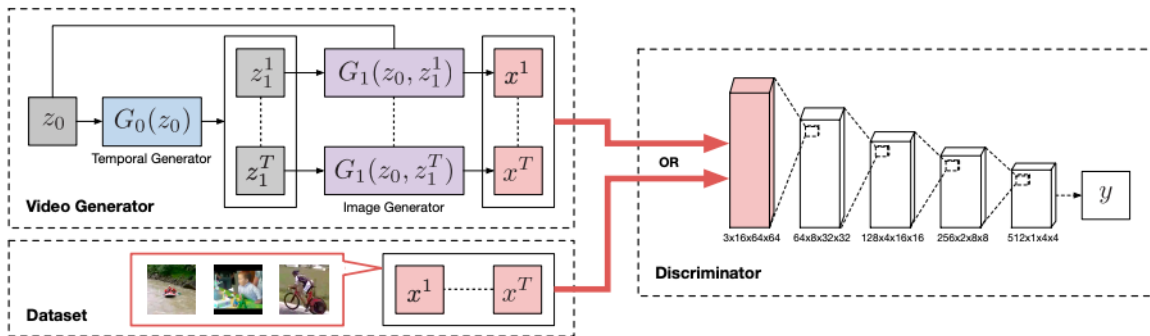 z_0
G_0(z_0)
Temporal Generator
z_1^1
z_1^T
G_1(z_0, z_1^1)
G_1(z_0, z_1^T)
Image Generator
x^1
x^T
Video Generator
Dataset
x^1
x^T
OR
3x16x64x64
64x8x32x32
128x4x16x16
256x2x8x8
512x1x4x4
y
Discriminator